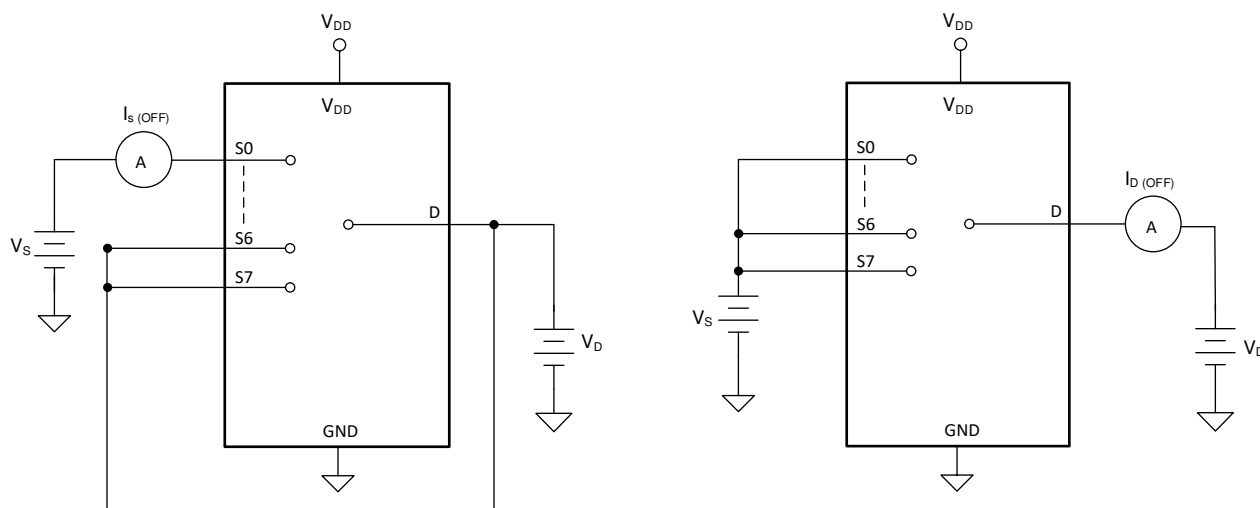 VDD
VDD
Is (OFF)
A
S0
D
S6
VS
S7
VD
GND
VDD
VDD
S0
ID (OFF)
D
A
S6
S7
VS
VD
GND